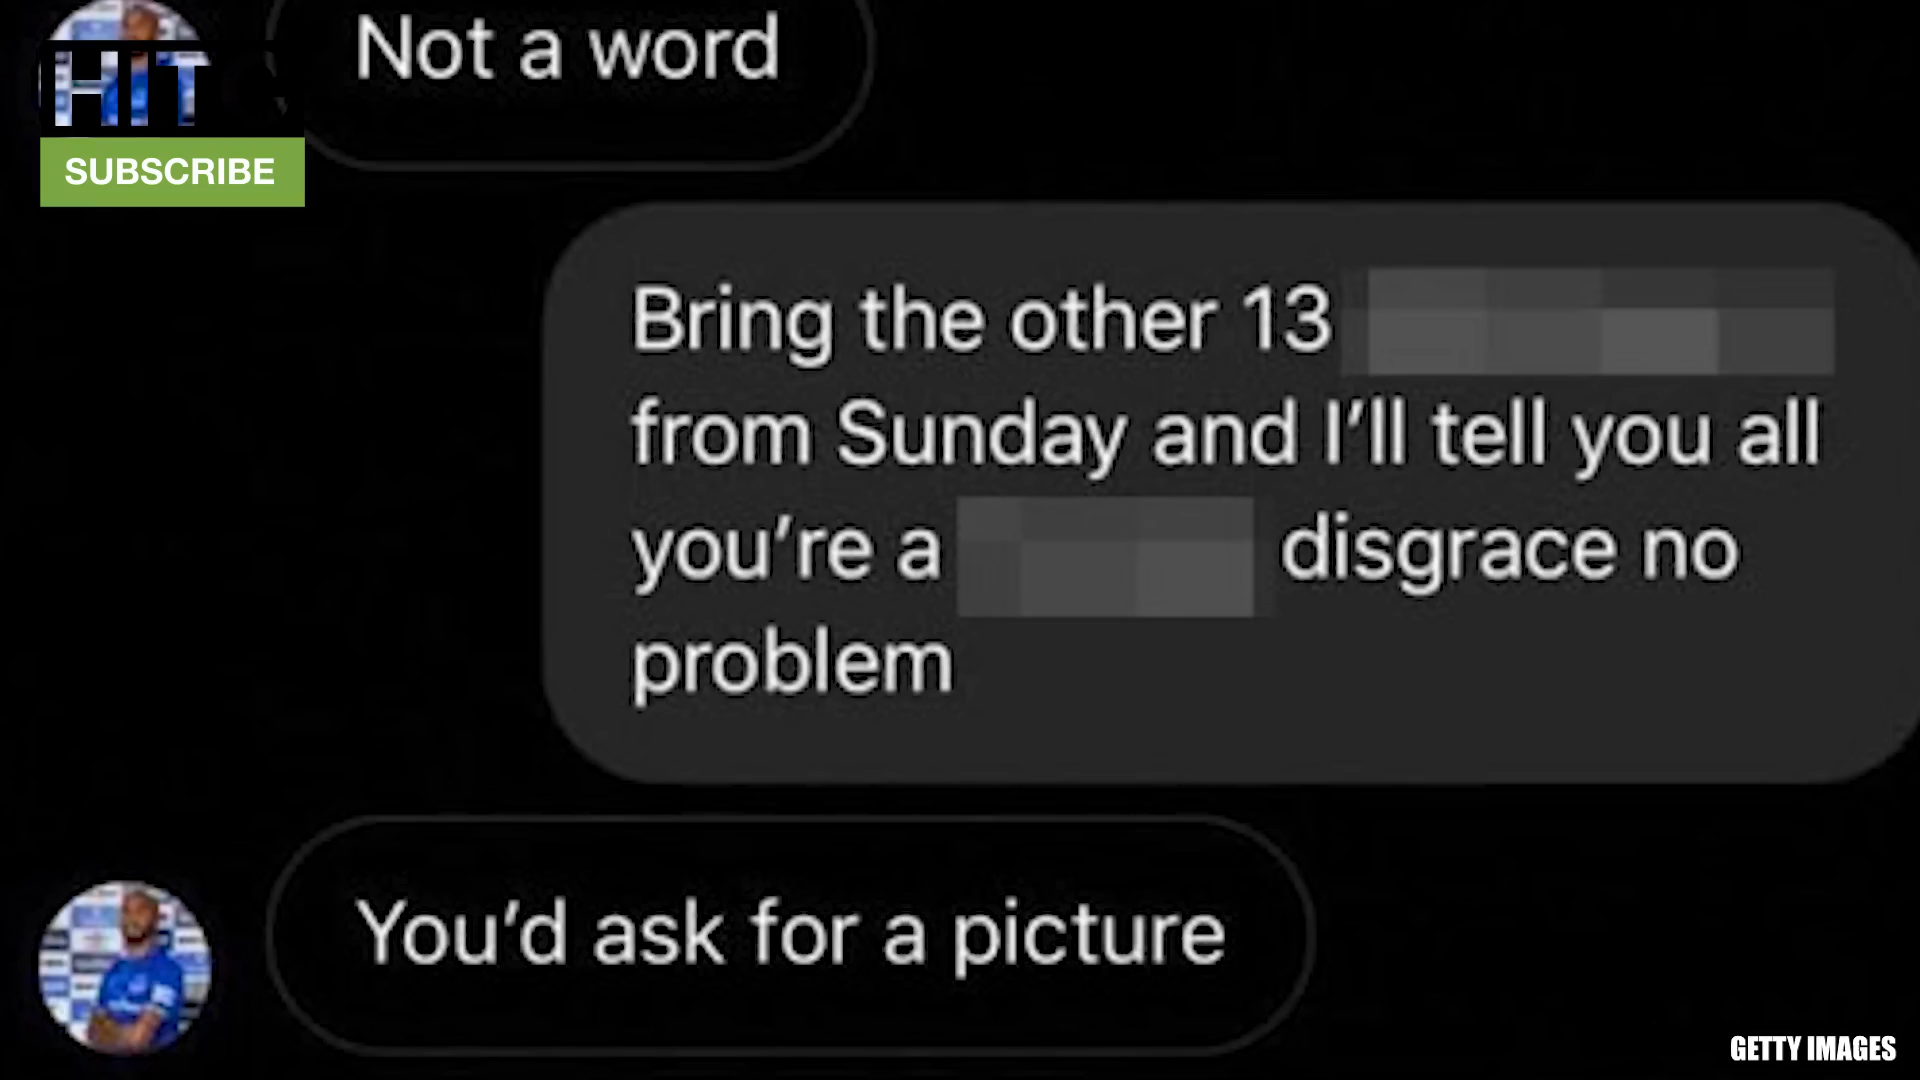 Not a word
HITC
SUBSCRIBE
Bring the other 13
from Sunday and I'll tell you all
you're a disgrace no
problem
You'd ask for a picture
GETTY IMAGES